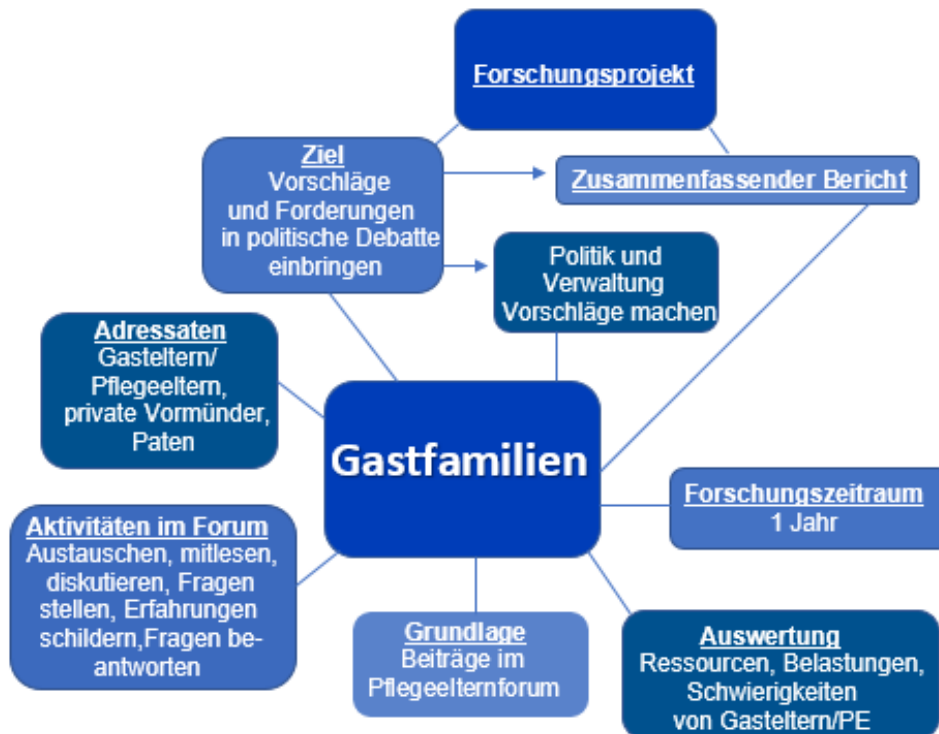 Forschungsprojekt
Ziel
Vorschläge
und Forderungen
in politische Debatte
einbringen
Zusammenfassender Bericht
Politik und
Verwaltung
Vorschläge machen
Adressaten
Gasteltern/
Pflegeeltern,
private Vormünder,
Paten
Gastfamilien
Forschungszeitraum
1 Jahr
Aktivitäten im Forum
Austauschen, mitlesen,
diskutieren, Fragen
stellen, Erfahrungen
schildern,Fragen be-
antworten
Grundlage
Beiträge im
Pflegeelternforum
Auswertung
Ressourcen, Belastungen,
Schwierigkeiten
von Gasteltern/PE